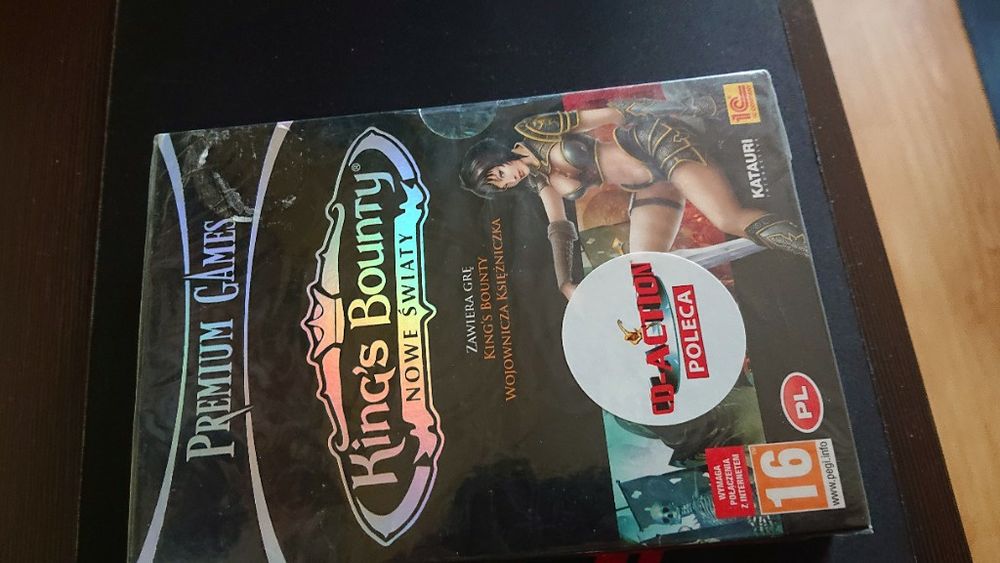 PREMIUM GAMES
King's Bounty®
NOWE ŚWIATY
ZAWIERA GRĘ
KING'S BOUNTY
WOJOWNICZA KSIĘŻNICZKA
CD-ACTION
POLECA
WYMAGA
POŁĄCZENIA
Z INTERNETEM
16
www.pegi.info
PL
KATAURI
1C